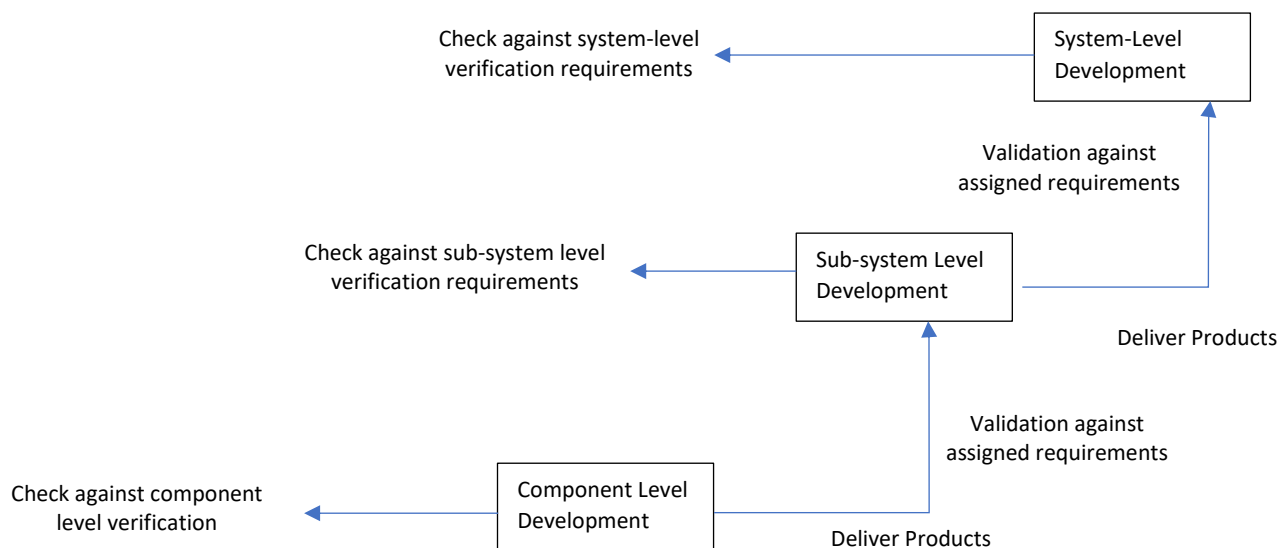 Check against system-level
verification requirements
System-Level
Development
Validation against
assigned requirements
Check against sub-system level
verification requirements
Sub-system Level
Development
Deliver Products
Validation against
assigned requirements
Check against component
level verification
Component Level
Development
Deliver Products